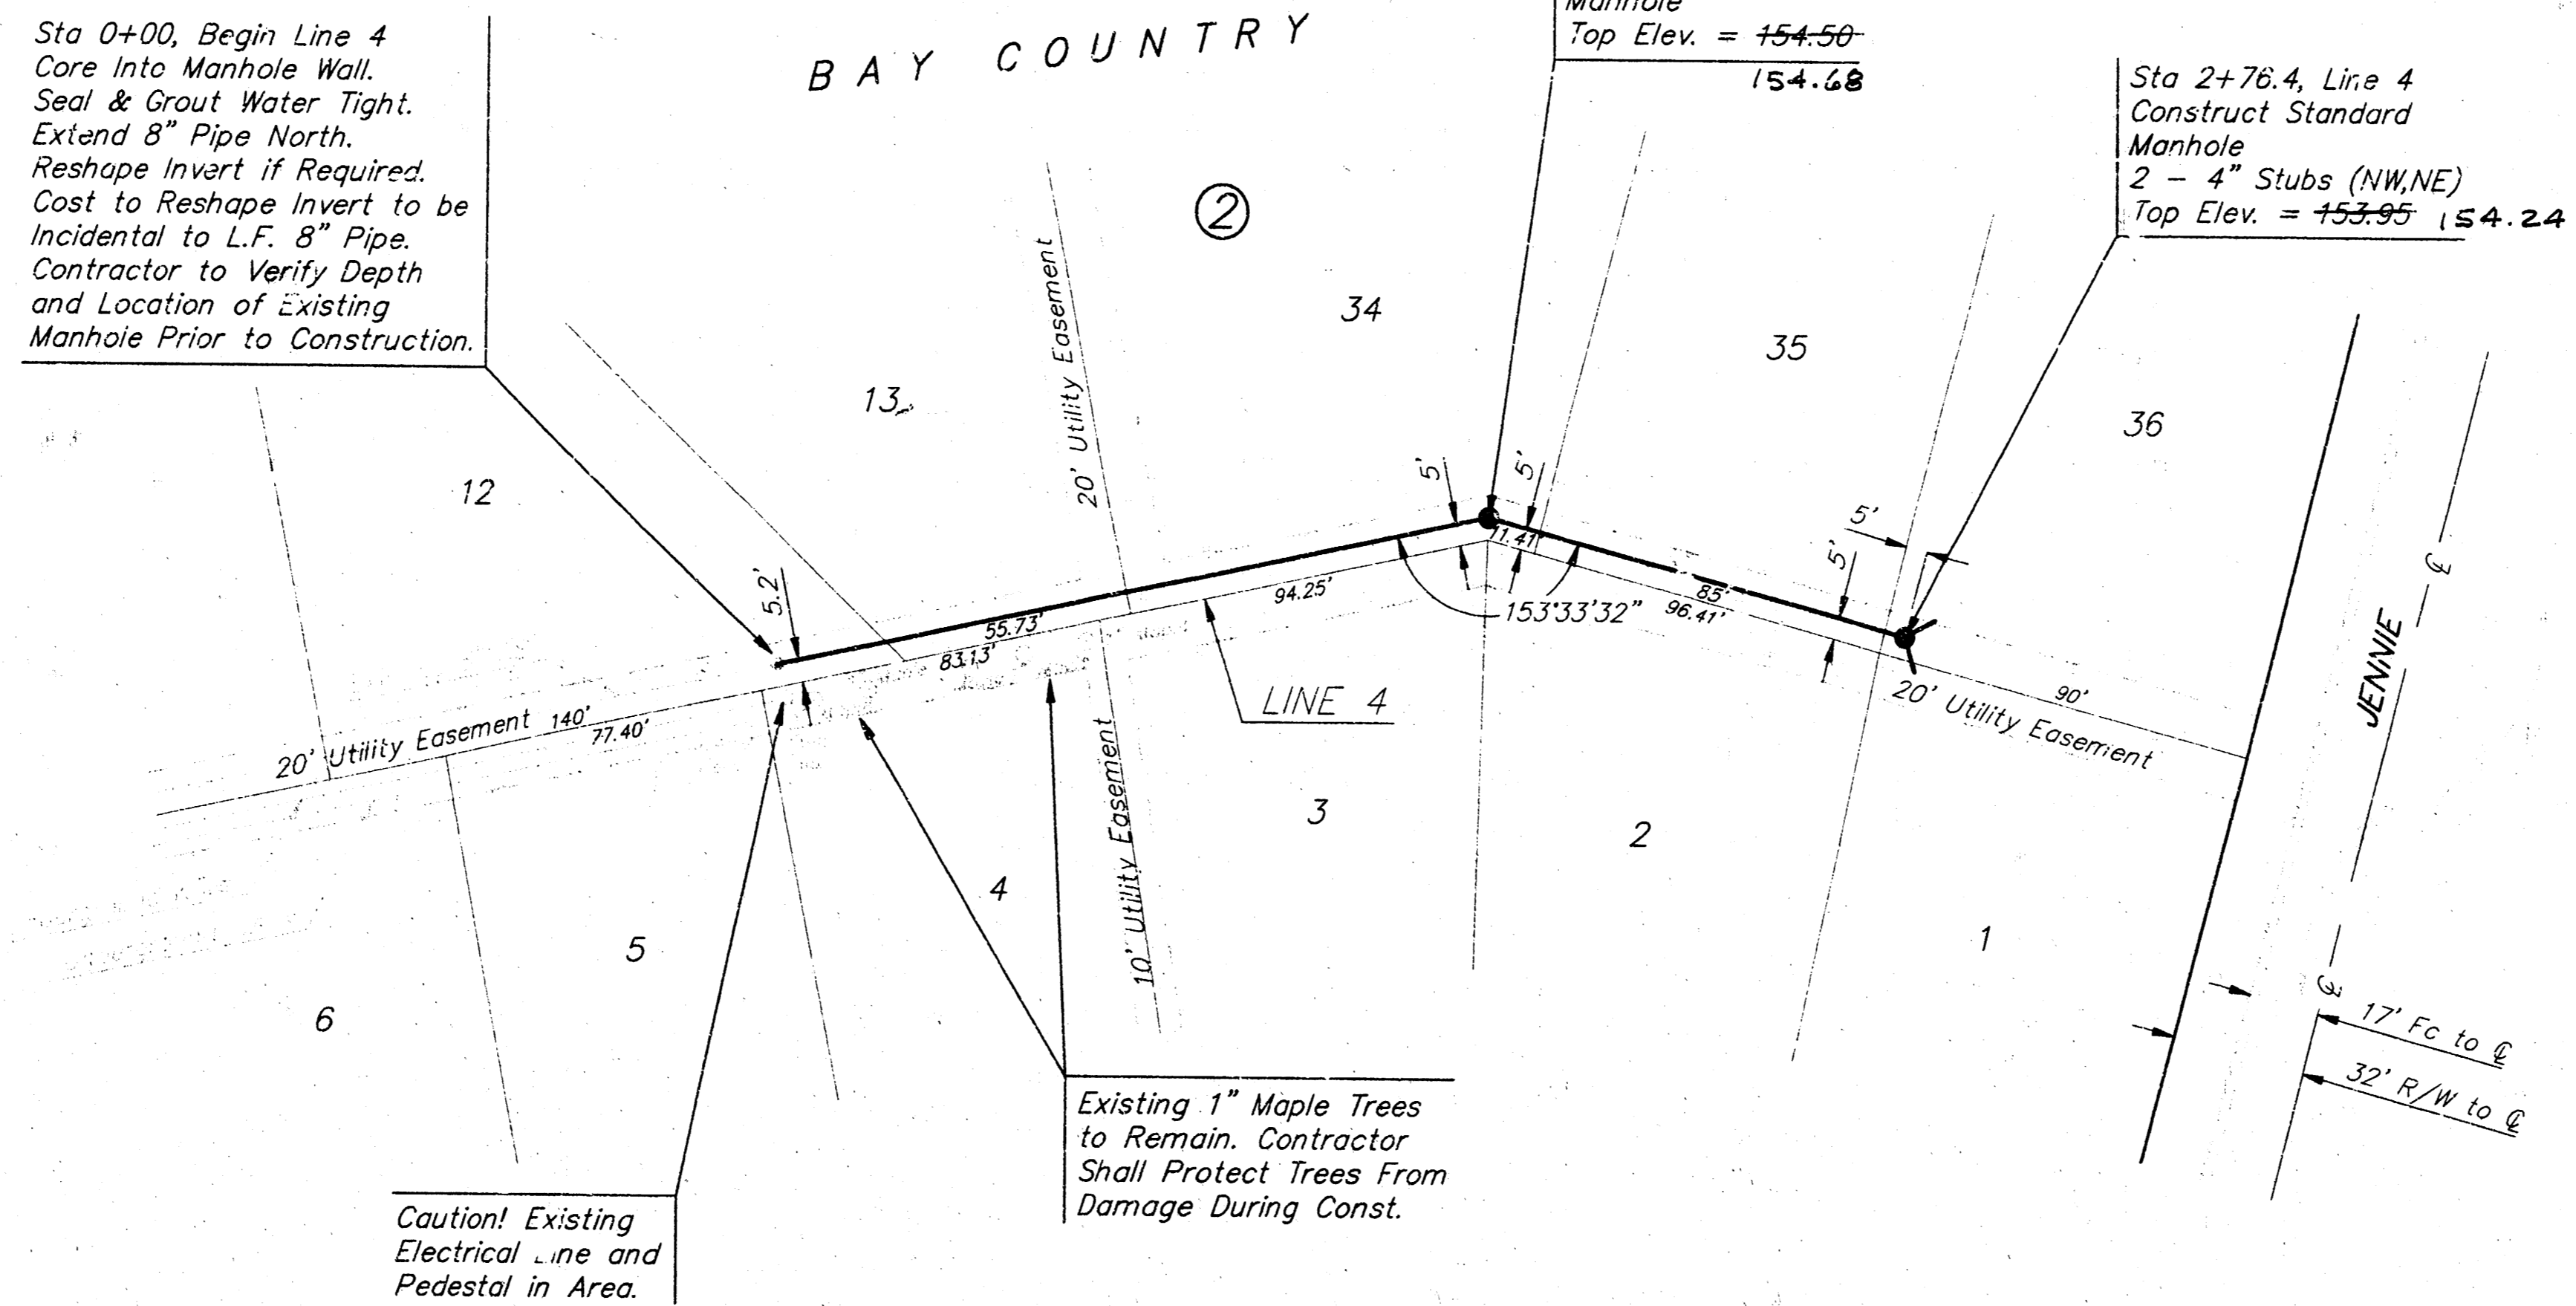 Sta 0+00, Begin Line 4
Core Into Manhole Wall.
Seal & Grout Water Tight.
Extend 8" Pipe North.
Reshape Invert if Required.
Cost to Reshape Invert to be
Incidental to L.F. 8" Pipe.
Contractor to Verify Depth
and Location of Existing
Manhole Prior to Construction.
BAY COUNTRY
Manhole
Top Elev. = 154.50
154.68
Sta 2+76.4, Line 4
Construct Standard
Manhole
2 - 4" Stubs (NW,NE)
Top Elev. = 153.95 154.24
2
34
35
36
13
12
20' Utility Easement
5'
5'
5'
5'
5.2'
11.41'
85'
96.41'
94.25'
55.73'
83.13'
153°33'32"
LINE 4
20' Utility Easement 140'
77.40'
20' Utility Easement
90'
JENNIE
10' Utility Easement
6
5
4
3
2
1
17' Fc to ℄
32' R/W to ℄
Existing 1" Maple Trees
to Remain. Contractor
Shall Protect Trees From
Damage During Const.
Caution! Existing
Electrical Line and
Pedestal in Area.